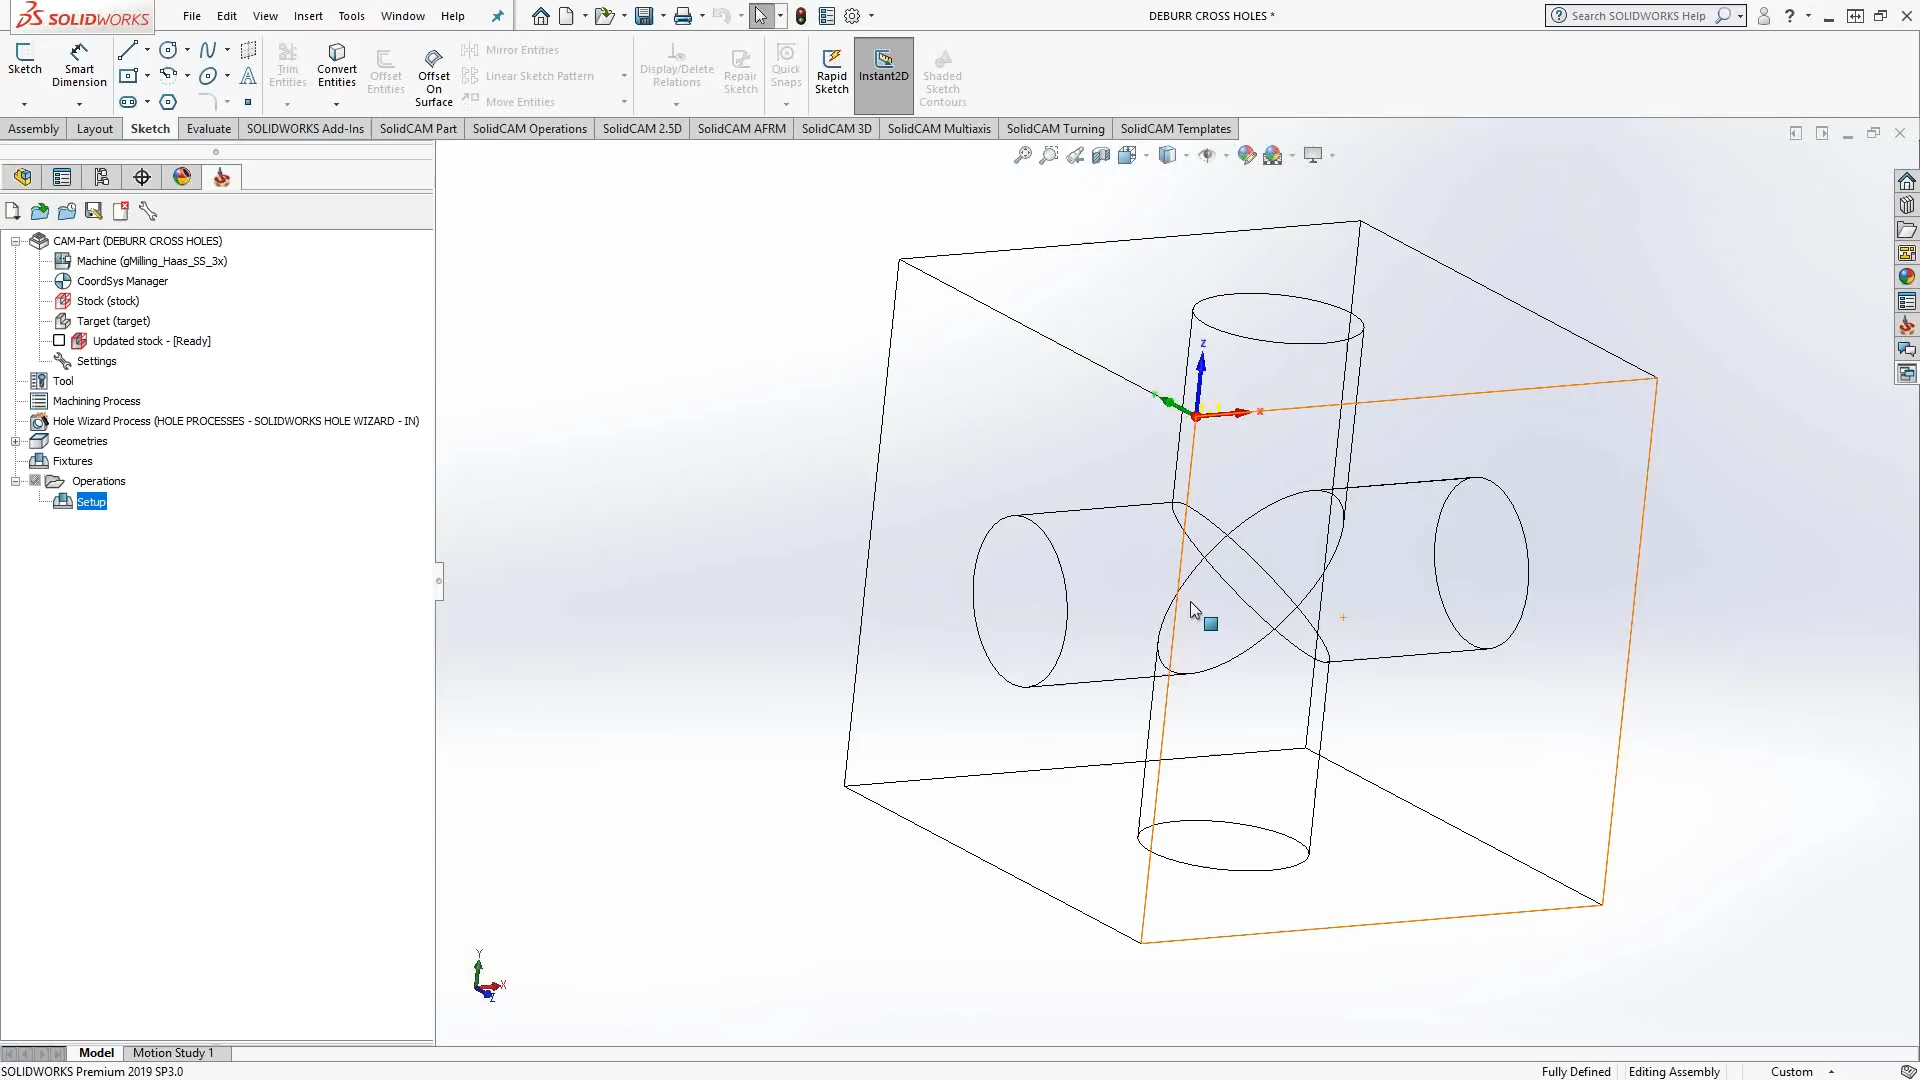 SOLIDWORKS
File Edit View Insert Tools Window Help
DEBURR CROSS HOLES *
Search SOLIDWORKS Help
Sketch
Smart Dimension
Trim Entities
Convert Entities
Offset Entities
Offset On Surface
Mirror Entities
Linear Sketch Pattern
Move Entities
Display/Delete Relations
Repair Sketch
Quick Snaps
Rapid Sketch
Instant2D
Shaded Sketch Contours
Assembly Layout Sketch Evaluate SOLIDWORKS Add-Ins SolidCAM Part SolidCAM Operations SolidCAM 2.5D SolidCAM AFRM SolidCAM 3D SolidCAM Multiaxis SolidCAM Turning SolidCAM Templates
CAM-Part (DEBURR CROSS HOLES)
Machine (gMilling_Haas_SS_3x)
CoordSys Manager
Stock (stock)
Target (target)
Updated stock - [Ready]
Settings
Tool
Machining Process
Hole Wizard Process (HOLE PROCESSES - SOLIDWORKS HOLE WIZARD - IN)
Geometries
Fixtures
Operations
Setup
Z
X
Y
X
Z
Model Motion Study 1
SOLIDWORKS Premium 2019 SP3.0
Fully Defined Editing Assembly Custom